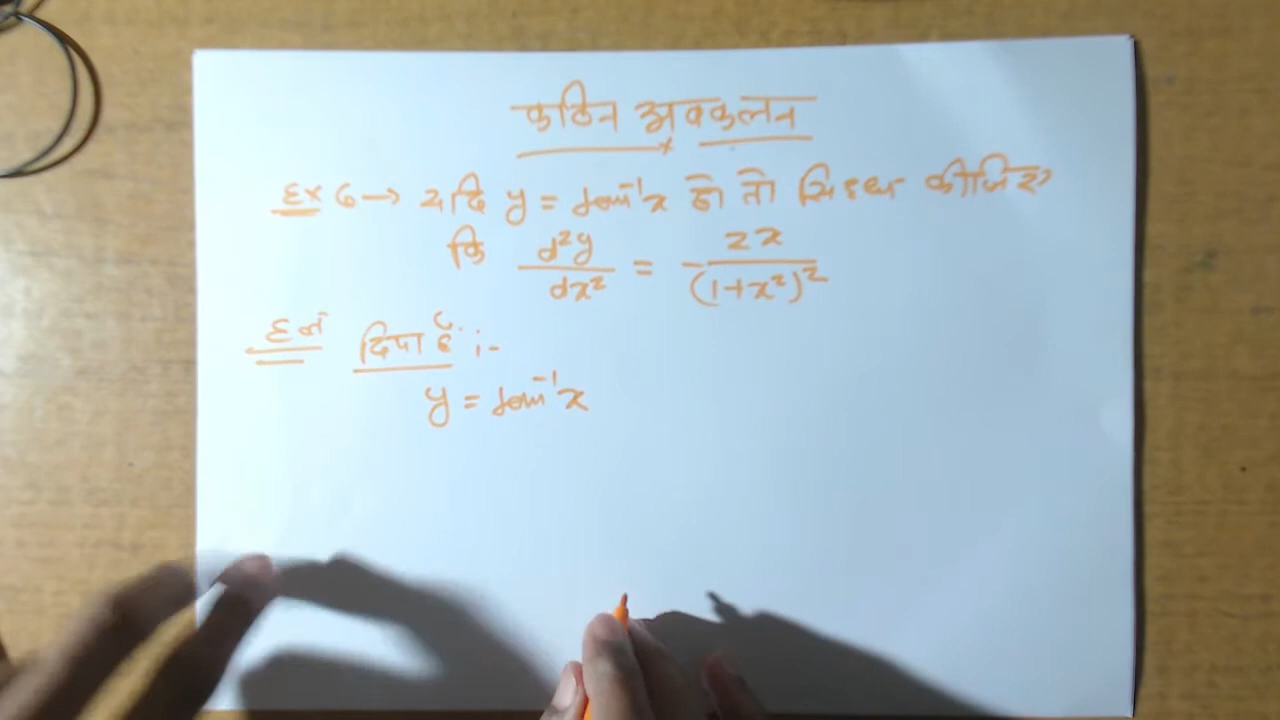 कठिन अवकलन
Ex 6 → यदि y = tan⁻¹x हो तो सिद्ध कीजिए
कि d²y/dx² = -2x/(1+x²)²
हल दिया है :-
y = tan⁻¹x